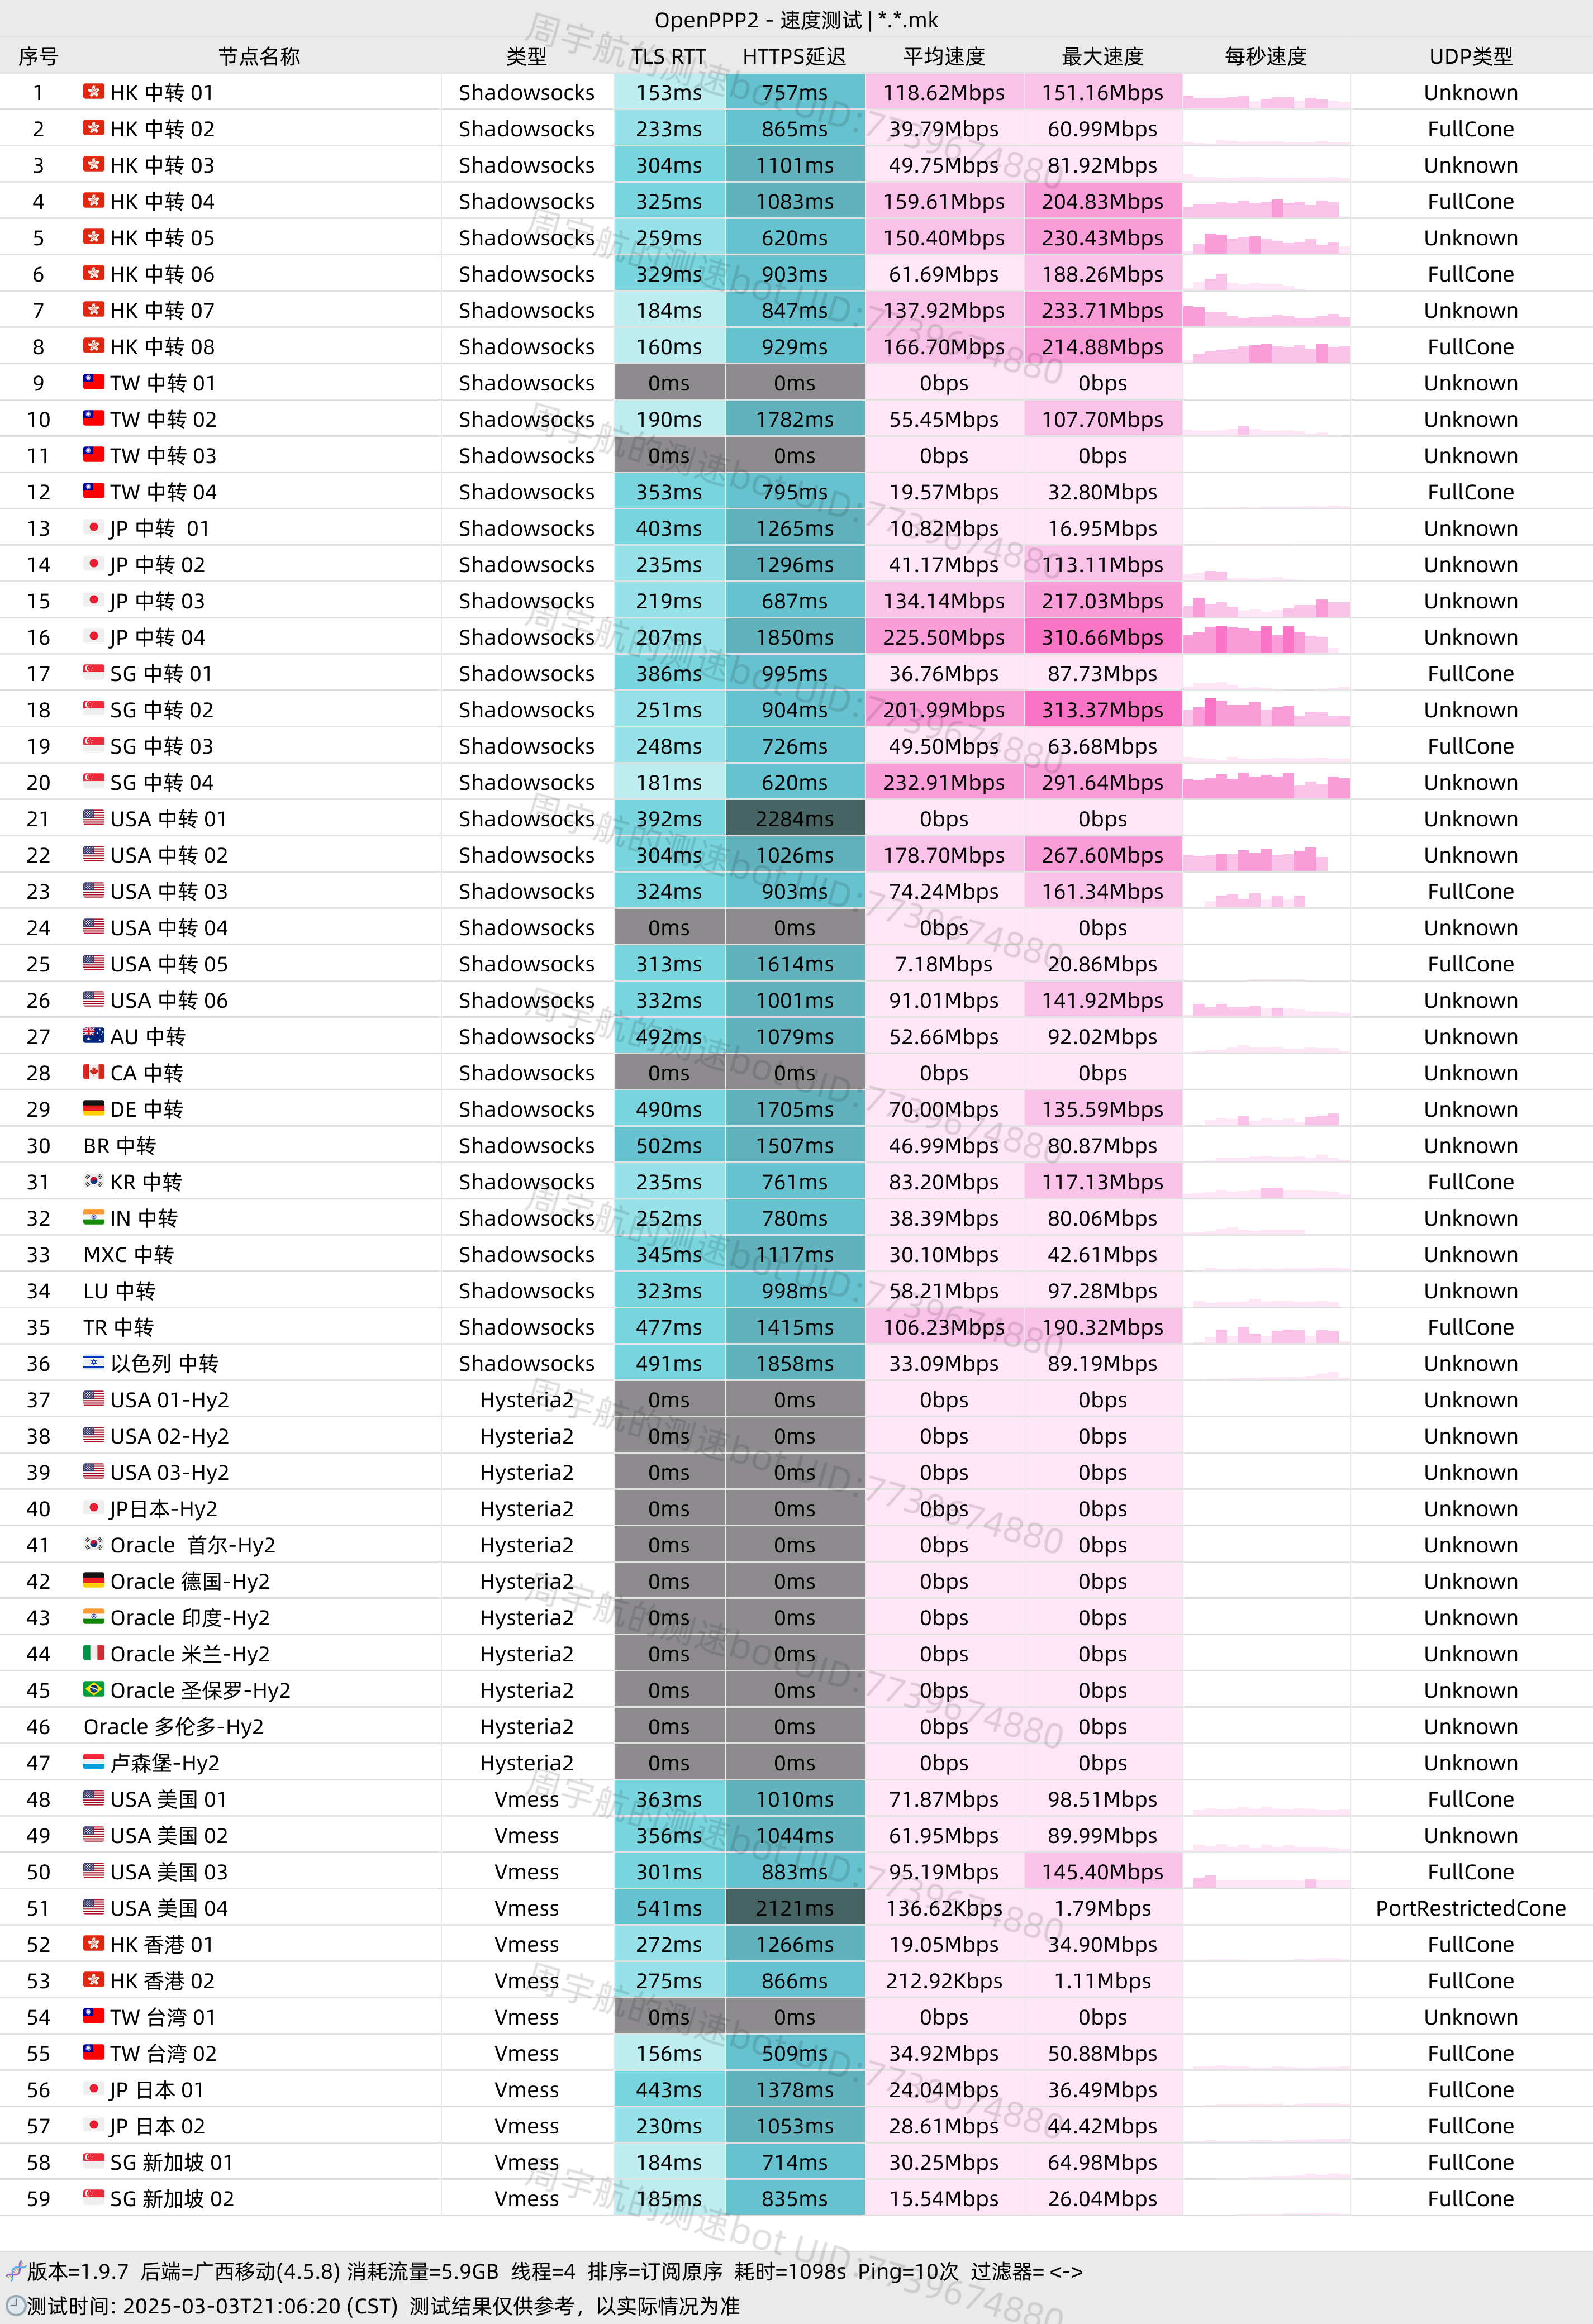 OpenPPP2 - 速度测试 | *.*.mk
序号 节点名称 类型 TLS RTT HTTPS延迟 平均速度 最大速度 每秒速度 UDP类型
1 HK 中转 01 Shadowsocks 153ms 757ms 118.62Mbps 151.16Mbps Unknown
2 HK 中转 02 Shadowsocks 233ms 865ms 39.79Mbps 60.99Mbps FullCone
3 HK 中转 03 Shadowsocks 304ms 1101ms 49.75Mbps 81.92Mbps Unknown
4 HK 中转 04 Shadowsocks 325ms 1083ms 159.61Mbps 204.83Mbps FullCone
5 HK 中转 05 Shadowsocks 259ms 620ms 150.40Mbps 230.43Mbps Unknown
6 HK 中转 06 Shadowsocks 329ms 903ms 61.69Mbps 188.26Mbps FullCone
7 HK 中转 07 Shadowsocks 184ms 847ms 137.92Mbps 233.71Mbps Unknown
8 HK 中转 08 Shadowsocks 160ms 929ms 166.70Mbps 214.88Mbps FullCone
9 TW 中转 01 Shadowsocks 0ms 0ms 0bps 0bps Unknown
10 TW 中转 02 Shadowsocks 190ms 1782ms 55.45Mbps 107.70Mbps Unknown
11 TW 中转 03 Shadowsocks 0ms 0ms 0bps 0bps Unknown
12 TW 中转 04 Shadowsocks 353ms 795ms 19.57Mbps 32.80Mbps FullCone
13 JP 中转 01 Shadowsocks 403ms 1265ms 10.82Mbps 16.95Mbps Unknown
14 JP 中转 02 Shadowsocks 235ms 1296ms 41.17Mbps 113.11Mbps Unknown
15 JP 中转 03 Shadowsocks 219ms 687ms 134.14Mbps 217.03Mbps Unknown
16 JP 中转 04 Shadowsocks 207ms 1850ms 225.50Mbps 310.66Mbps Unknown
17 SG 中转 01 Shadowsocks 386ms 995ms 36.76Mbps 87.73Mbps FullCone
18 SG 中转 02 Shadowsocks 251ms 904ms 201.99Mbps 313.37Mbps Unknown
19 SG 中转 03 Shadowsocks 248ms 726ms 49.50Mbps 63.68Mbps FullCone
20 SG 中转 04 Shadowsocks 181ms 620ms 232.91Mbps 291.64Mbps Unknown
21 USA 中转 01 Shadowsocks 392ms 2284ms 0bps 0bps Unknown
22 USA 中转 02 Shadowsocks 304ms 1026ms 178.70Mbps 267.60Mbps Unknown
23 USA 中转 03 Shadowsocks 324ms 903ms 74.24Mbps 161.34Mbps FullCone
24 USA 中转 04 Shadowsocks 0ms 0ms 0bps 0bps Unknown
25 USA 中转 05 Shadowsocks 313ms 1614ms 7.18Mbps 20.86Mbps FullCone
26 USA 中转 06 Shadowsocks 332ms 1001ms 91.01Mbps 141.92Mbps Unknown
27 AU 中转 Shadowsocks 492ms 1079ms 52.66Mbps 92.02Mbps Unknown
28 CA 中转 Shadowsocks 0ms 0ms 0bps 0bps Unknown
29 DE 中转 Shadowsocks 490ms 1705ms 70.00Mbps 135.59Mbps Unknown
30 BR 中转 Shadowsocks 502ms 1507ms 46.99Mbps 80.87Mbps Unknown
31 KR 中转 Shadowsocks 235ms 761ms 83.20Mbps 117.13Mbps FullCone
32 IN 中转 Shadowsocks 252ms 780ms 38.39Mbps 80.06Mbps Unknown
33 MXC 中转 Shadowsocks 345ms 1117ms 30.10Mbps 42.61Mbps Unknown
34 LU 中转 Shadowsocks 323ms 998ms 58.21Mbps 97.28Mbps Unknown
35 TR 中转 Shadowsocks 477ms 1415ms 106.23Mbps 190.32Mbps FullCone
36 以色列 中转 Shadowsocks 491ms 1858ms 33.09Mbps 89.19Mbps Unknown
37 USA 01-Hy2 Hysteria2 0ms 0ms 0bps 0bps Unknown
38 USA 02-Hy2 Hysteria2 0ms 0ms 0bps 0bps Unknown
39 USA 03-Hy2 Hysteria2 0ms 0ms 0bps 0bps Unknown
40 JP日本-Hy2 Hysteria2 0ms 0ms 0bps 0bps Unknown
41 Oracle 首尔-Hy2 Hysteria2 0ms 0ms 0bps 0bps Unknown
42 Oracle 德国-Hy2 Hysteria2 0ms 0ms 0bps 0bps Unknown
43 Oracle 印度-Hy2 Hysteria2 0ms 0ms 0bps 0bps Unknown
44 Oracle 米兰-Hy2 Hysteria2 0ms 0ms 0bps 0bps Unknown
45 Oracle 圣保罗-Hy2 Hysteria2 0ms 0ms 0bps 0bps Unknown
46 Oracle 多伦多-Hy2 Hysteria2 0ms 0ms 0bps 0bps Unknown
47 卢森堡-Hy2 Hysteria2 0ms 0ms 0bps 0bps Unknown
48 USA 美国 01 Vmess 363ms 1010ms 71.87Mbps 98.51Mbps FullCone
49 USA 美国 02 Vmess 356ms 1044ms 61.95Mbps 89.99Mbps Unknown
50 USA 美国 03 Vmess 301ms 883ms 95.19Mbps 145.40Mbps FullCone
51 USA 美国 04 Vmess 541ms 2121ms 136.62Kbps 1.79Mbps PortRestrictedCone
52 HK 香港 01 Vmess 272ms 1266ms 19.05Mbps 34.90Mbps FullCone
53 HK 香港 02 Vmess 275ms 866ms 212.92Kbps 1.11Mbps FullCone
54 TW 台湾 01 Vmess 0ms 0ms 0bps 0bps Unknown
55 TW 台湾 02 Vmess 156ms 509ms 34.92Mbps 50.88Mbps FullCone
56 JP 日本 01 Vmess 443ms 1378ms 24.04Mbps 36.49Mbps FullCone
57 JP 日本 02 Vmess 230ms 1053ms 28.61Mbps 44.42Mbps FullCone
58 SG 新加坡 01 Vmess 184ms 714ms 30.25Mbps 64.98Mbps FullCone
59 SG 新加坡 02 Vmess 185ms 835ms 15.54Mbps 26.04Mbps FullCone
版本=1.9.7 后端=广西移动(4.5.8) 消耗流量=5.9GB 线程=4 排序=订阅原序 耗时=1098s Ping=10次 过滤器= <->
测试时间: 2025-03-03T21:06:20 (CST) 测试结果仅供参考，以实际情况为准
周宇航的测速bot UID:7739674880